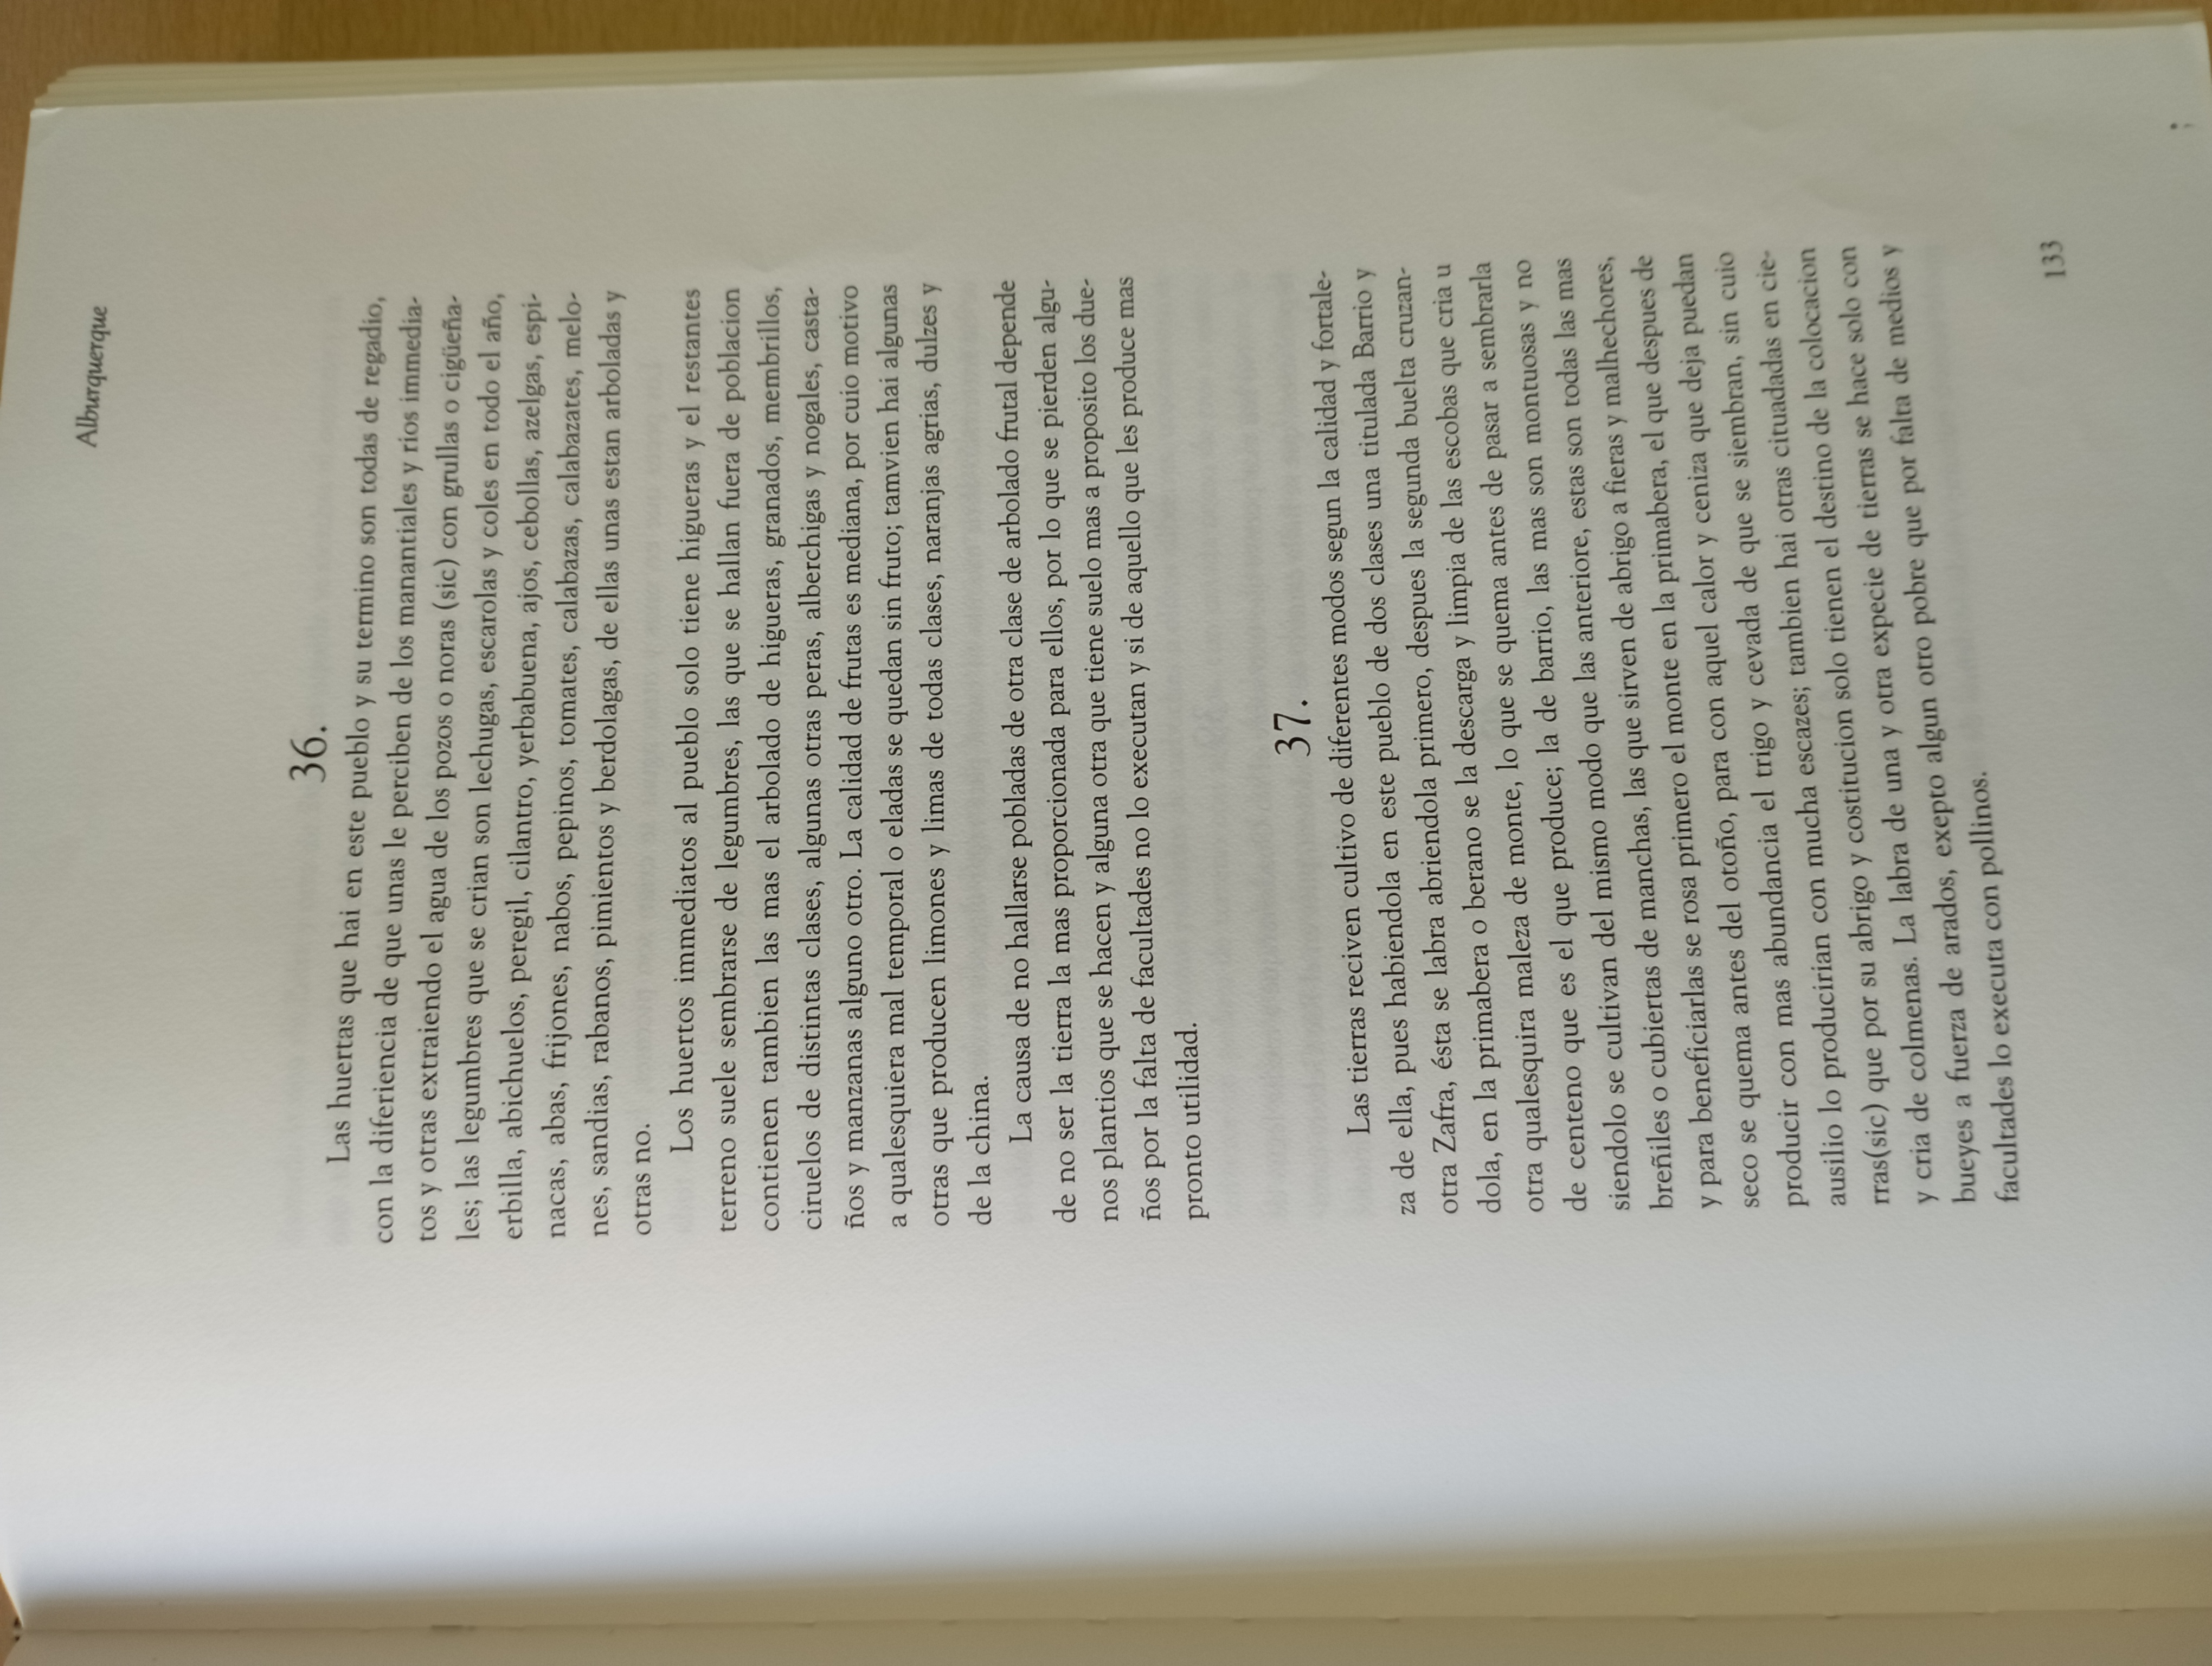 Alburquerque
36.
Las huertas que hai en este pueblo y su termino son todas de regadio,
con la diferiencia de que unas le perciben de los manantiales y rios immedia-
tos y otras extraiendo el agua de los pozos o noras (sic) con grullas o cigüeña-
les; las legumbres que se crian son lechugas, escarolas y coles en todo el año,
erbilla, abichuelos, peregil, cilantro, yerbabuena, ajos, cebollas, azelgas, espi-
nacas, abas, frijones, nabos, pepinos, tomates, calabazas, calabazates, melo-
nes, sandias, rabanos, pimientos y berdolagas, de ellas unas estan arboladas y
otras no.
Los huertos immediatos al pueblo solo tiene higueras y el restantes
terreno suele sembrarse de legumbres, las que se hallan fuera de poblacion
contienen tambien las mas el arbolado de higueras, granados, membrillos,
ciruelos de distintas clases, algunas otras peras, alberchigas y nogales, casta-
ños y manzanas alguno otro. La calidad de frutas es mediana, por cuio motivo
a qualesquiera mal temporal o eladas se quedan sin fruto; tamvien hai algunas
otras que producen limones y limas de todas clases, naranjas agrias, dulzes y
de la china.
La causa de no hallarse pobladas de otra clase de arbolado frutal depende
de no ser la tierra la mas proporcionada para ellos, por lo que se pierden algu-
nos plantios que se hacen y alguna otra que tiene suelo mas a proposito los due-
ños por la falta de facultades no lo executan y si de aquello que les produce mas
pronto utilidad.
37.
Las tierras reciven cultivo de diferentes modos segun la calidad y fortale-
za de ella, pues habiendola en este pueblo de dos clases una titulada Barrio y
otra Zafra, ésta se labra abriendola primero, despues la segunda buelta cruzan-
dola, en la primabera o berano se la descarga y limpia de las escobas que cria u
otra qualesquira maleza de monte, lo que se quema antes de pasar a sembrarla
de centeno que es el que produce; la de barrio, las mas son montuosas y no
siendolo se cultivan del mismo modo que las anteriore, estas son todas las mas
breñiles o cubiertas de manchas, las que sirven de abrigo a fieras y malhechores,
y para beneficiarlas se rosa primero el monte en la primabera, el que despues de
seco se quema antes del otoño, para con aquel calor y ceniza que deja puedan
producir con mas abundancia el trigo y cevada de que se siembran, sin cuio
ausilio lo producirian con mucha escazes; tambien hai otras cituadadas en cie-
rras(sic) que por su abrigo y costitucion solo tienen el destino de la colocacion
y cria de colmenas. La labra de una y otra expecie de tierras se hace solo con
bueyes a fuerza de arados, exepto algun otro pobre que por falta de medios y
facultades lo executa con pollinos.
133